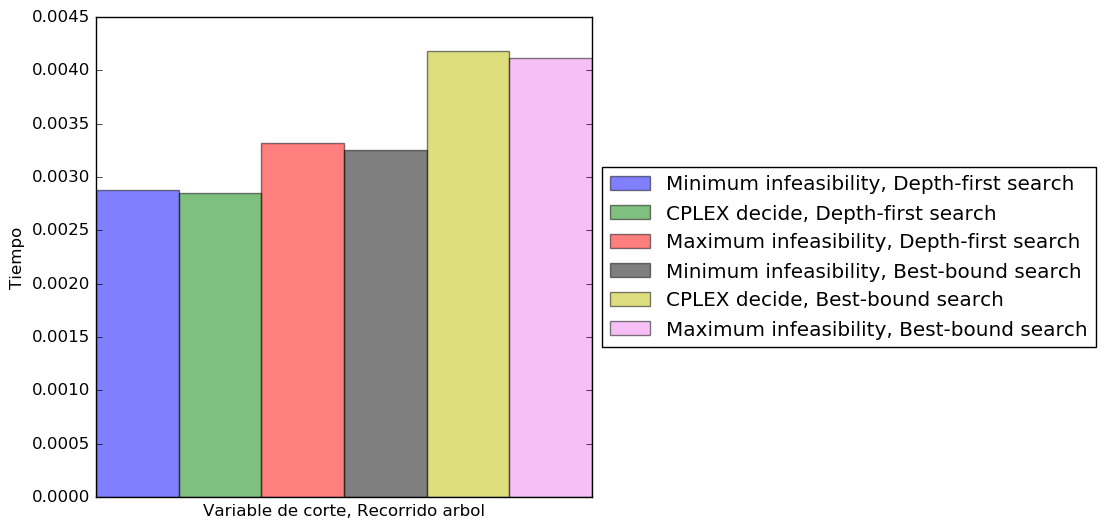 0.0045
0.0040
0.0035
0.0030
0.0025
0.0020
0.0015
0.0010
0.0005
0.0000
Tiempo
Variable de corte, Recorrido arbol
Minimum infeasibility, Depth-first search
CPLEX decide, Depth-first search
Maximum infeasibility, Depth-first search
Minimum infeasibility, Best-bound search
CPLEX decide, Best-bound search
Maximum infeasibility, Best-bound search